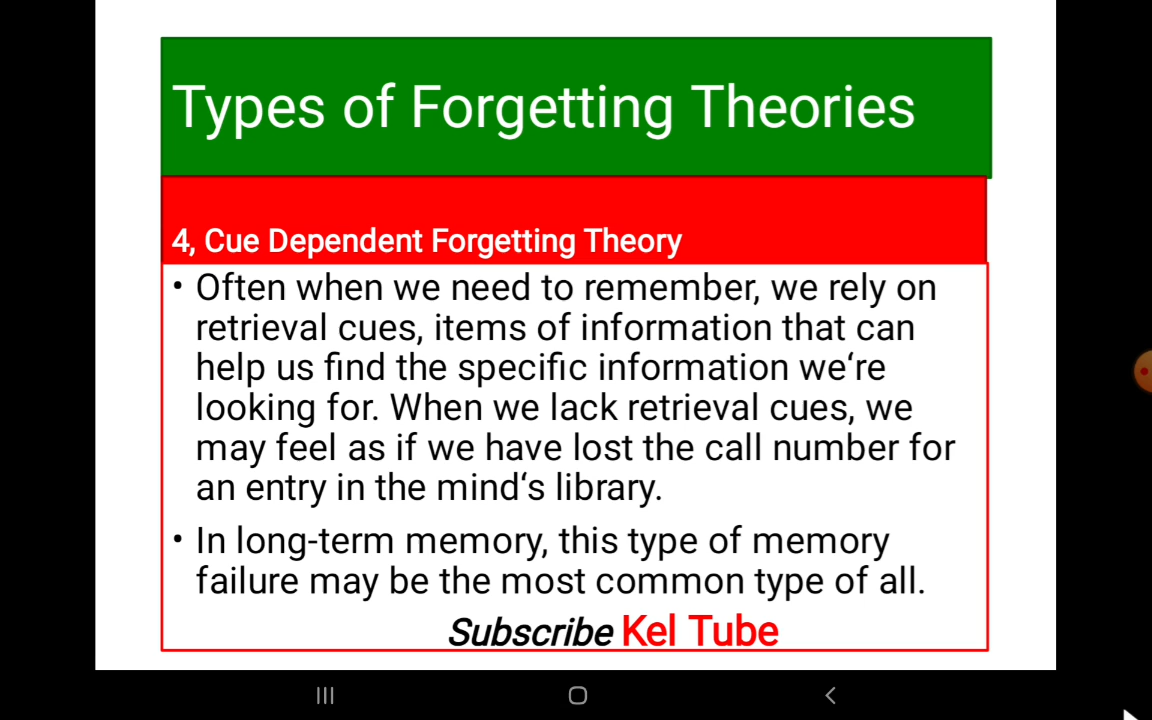 Types of Forgetting Theories
4, Cue Dependent Forgetting Theory
• Often when we need to remember, we rely on
retrieval cues, items of information that can
help us find the specific information we‘re
looking for. When we lack retrieval cues, we
may feel as if we have lost the call number for
an entry in the mind‘s library.
• In long-term memory, this type of memory
failure may be the most common type of all.
Subscribe Kel Tube